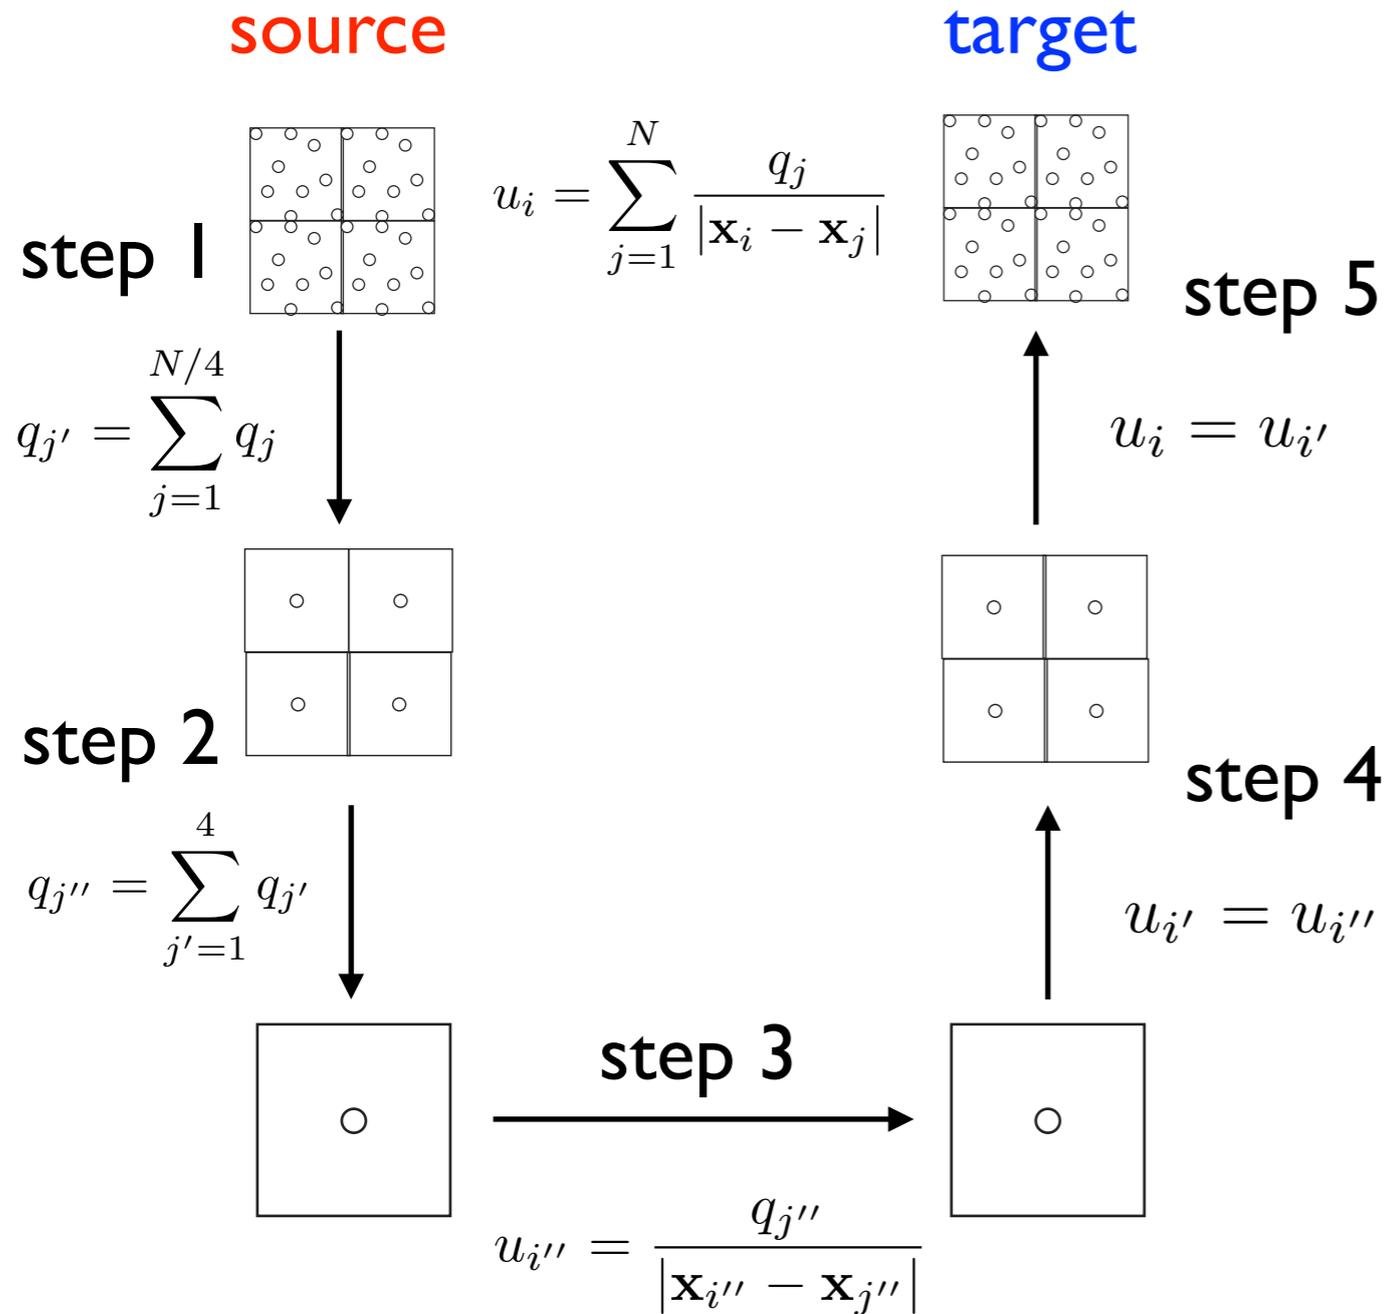 source
target
u_i = \sum_{j=1}^{N} \frac{q_j}{|\mathbf{x}_i - \mathbf{x}_j|}
step 1
step 5
q_{j'} = \sum_{j=1}^{N/4} q_j
u_i = u_{i'}
step 2
step 4
q_{j''} = \sum_{j'=1}^{4} q_{j'}
u_{i'} = u_{i''}
step 3
u_{i''} = \frac{q_{j''}}{|\mathbf{x}_{i''} - \mathbf{x}_{j''}|}